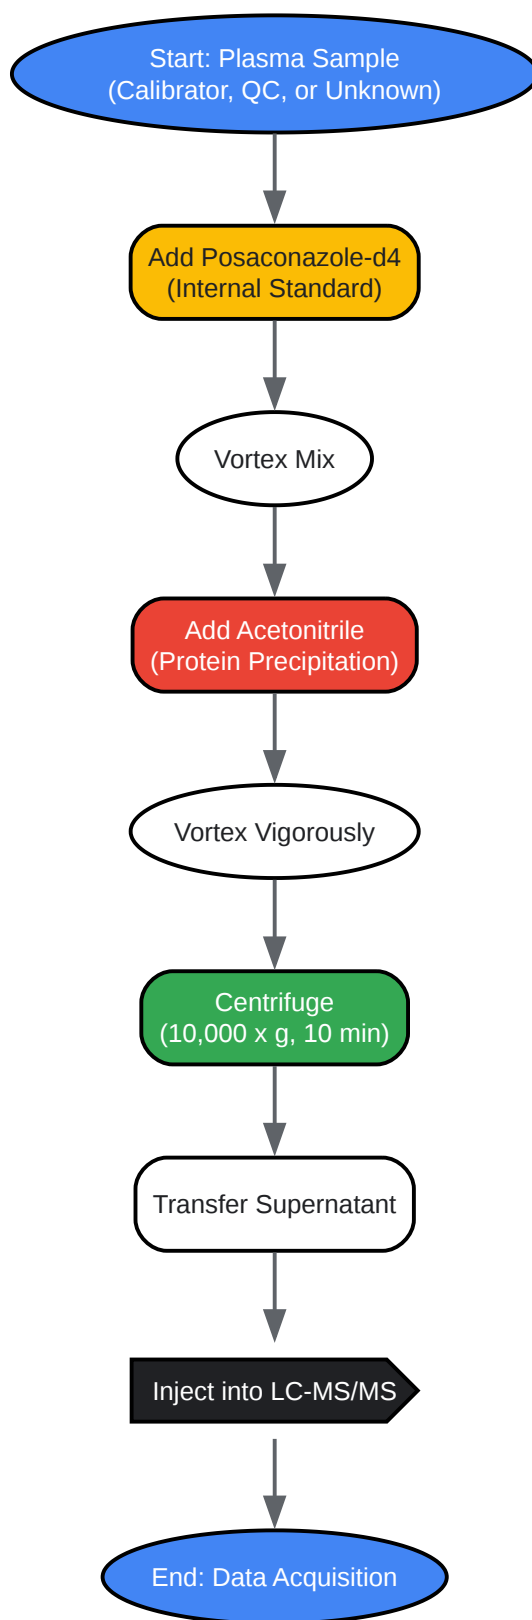 Start: Plasma Sample
(Calibrator, QC, or Unknown)
Add Posaconazole-d4
(Internal Standard)
Vortex Mix
Add Acetonitrile
(Protein Precipitation)
Vortex Vigorously
Centrifuge
(10,000 x g, 10 min)
Transfer Supernatant
Inject into LC-MS/MS
End: Data Acquisition